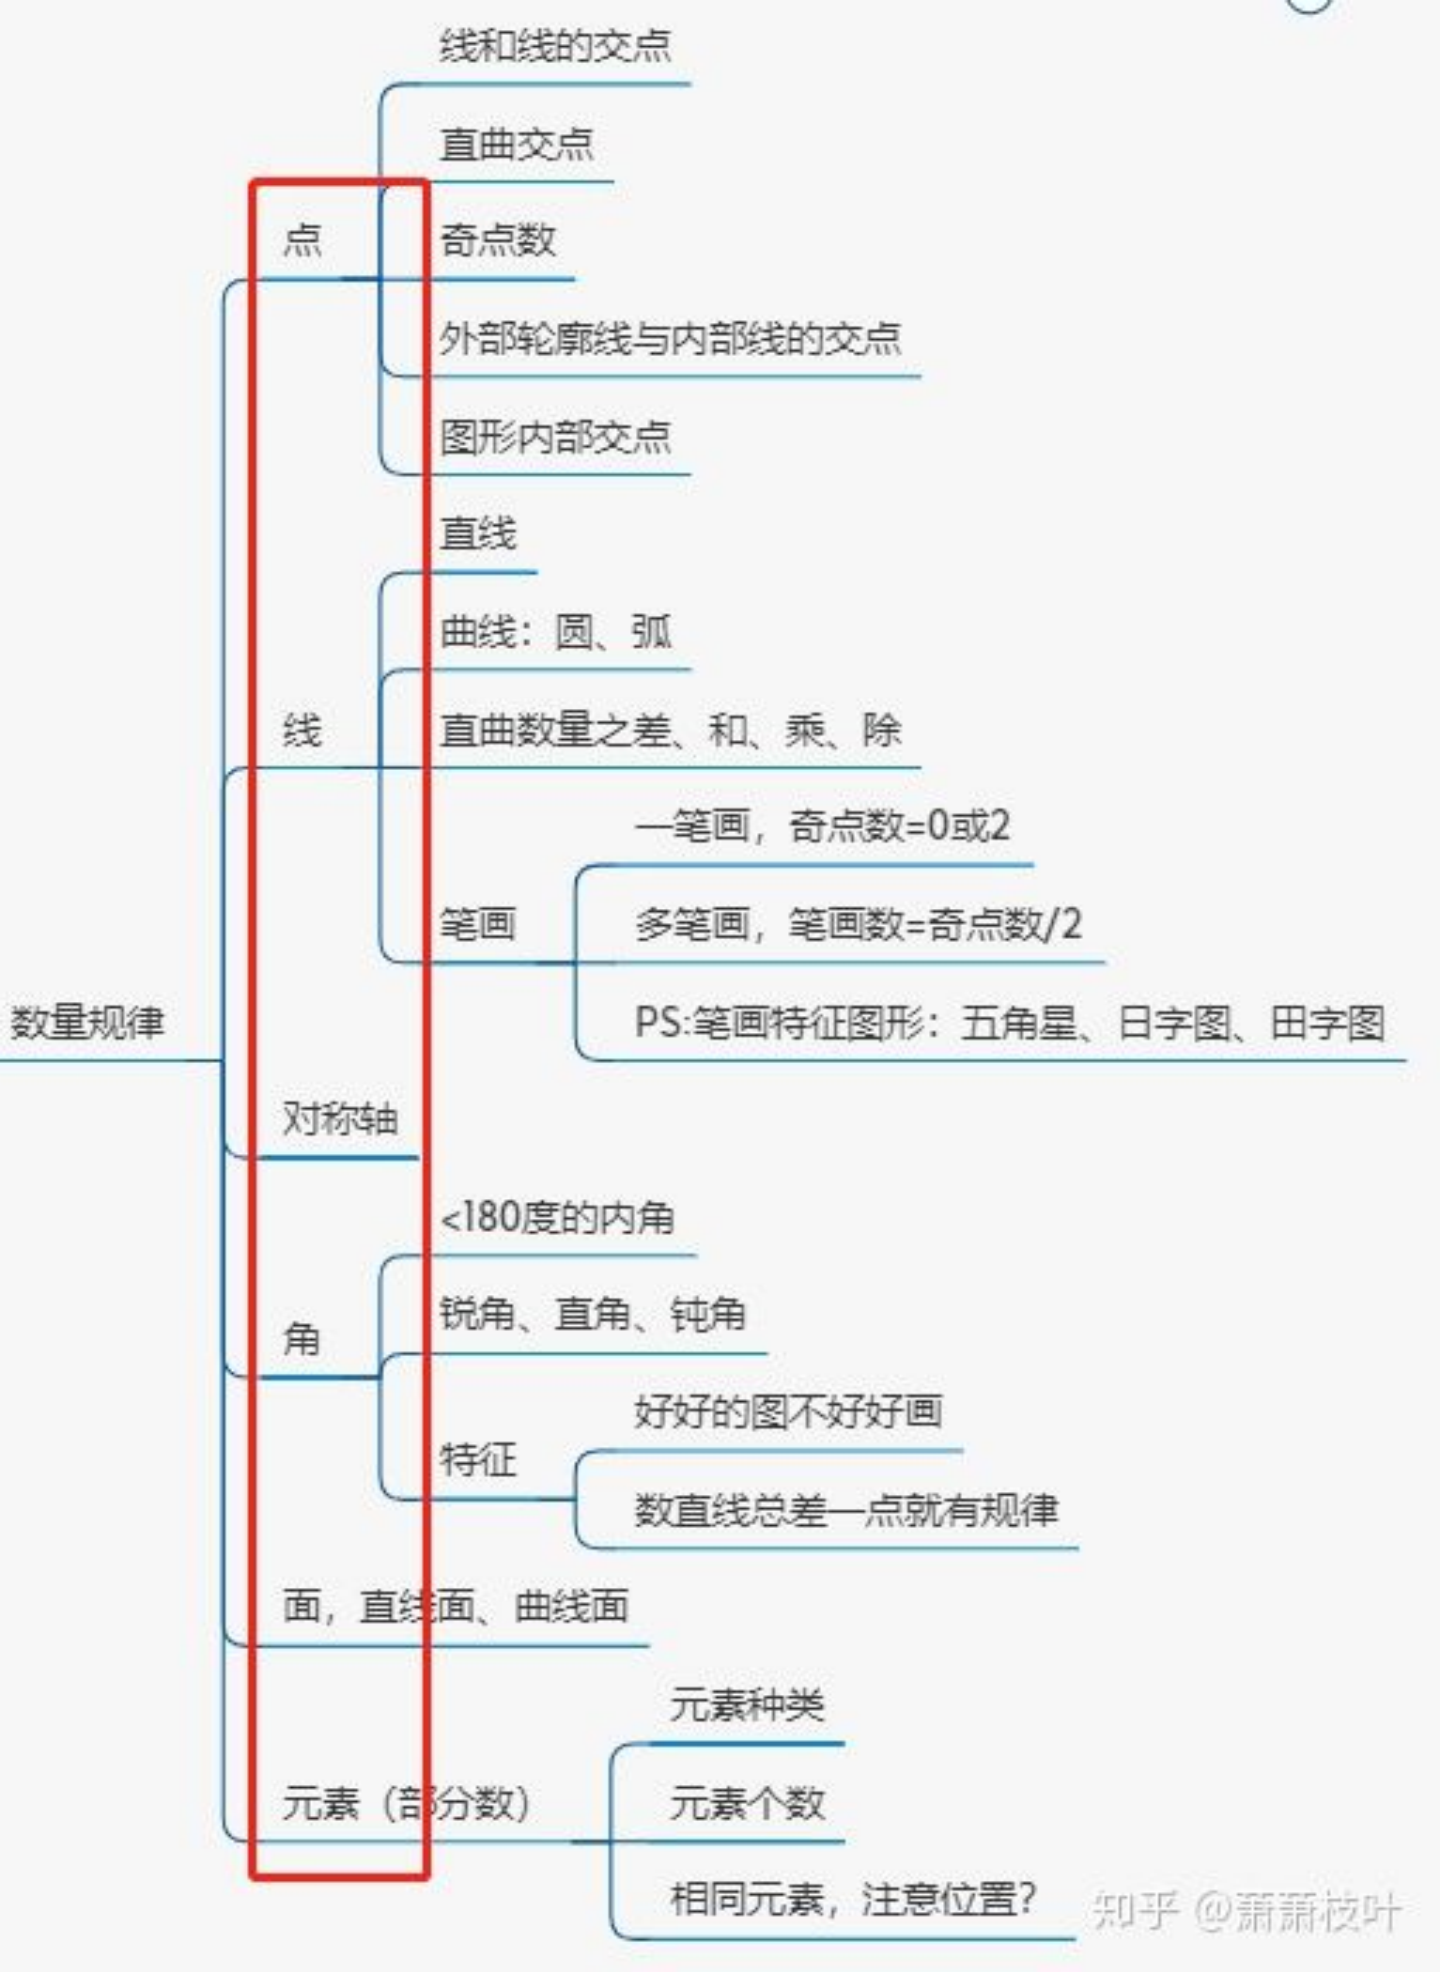 线和线的交点
直曲交点
点
奇点数
外部轮廓线与内部线的交点
图形内部交点
直线
曲线：圆、弧
线
直曲数量之差、和、乘、除
一笔画，奇点数=0或2
笔画
多笔画，笔画数=奇点数/2
数量规律
PS:笔画特征图形：五角星、日字图、田字图
对称轴
<180度的内角
锐角、直角、钝角
角
好好的图不好好画
特征
数直线总差一点就有规律
面，直线面、曲线面
元素种类
元素（部分数）
元素个数
相同元素，注意位置？
知乎 @萧萧枝叶